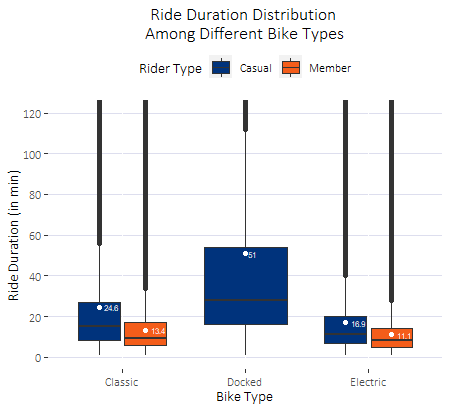 Ride Duration Distribution
Among Different Bike Types
Rider Type Casual Member
Ride Duration (in min)
120
100
80
60
40
20
0
24.6
13.4
51
16.9
11.1
Classic Docked Electric
Bike Type